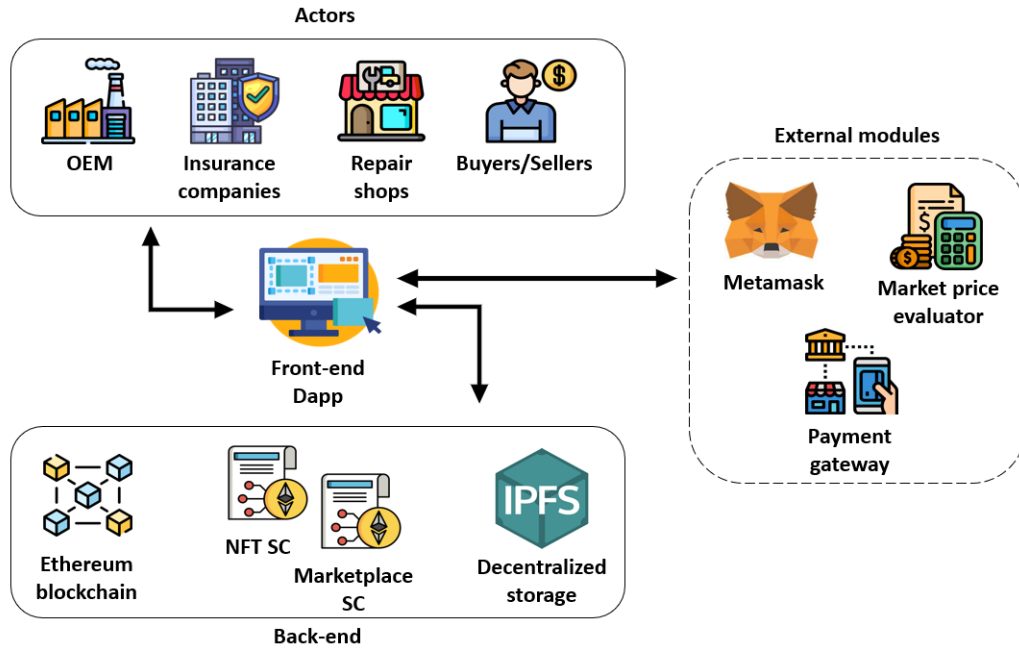 Actors
OEM
Insurance
companies
Repair
shops
Buyers/Sellers
External modules
$
$
$
Metamask
Market price
evaluator
Payment
gateway
Front-end
Dapp
Ethereum
blockchain
NFT SC
Marketplace
SC
IPFS
Decentralized
storage
Back-end